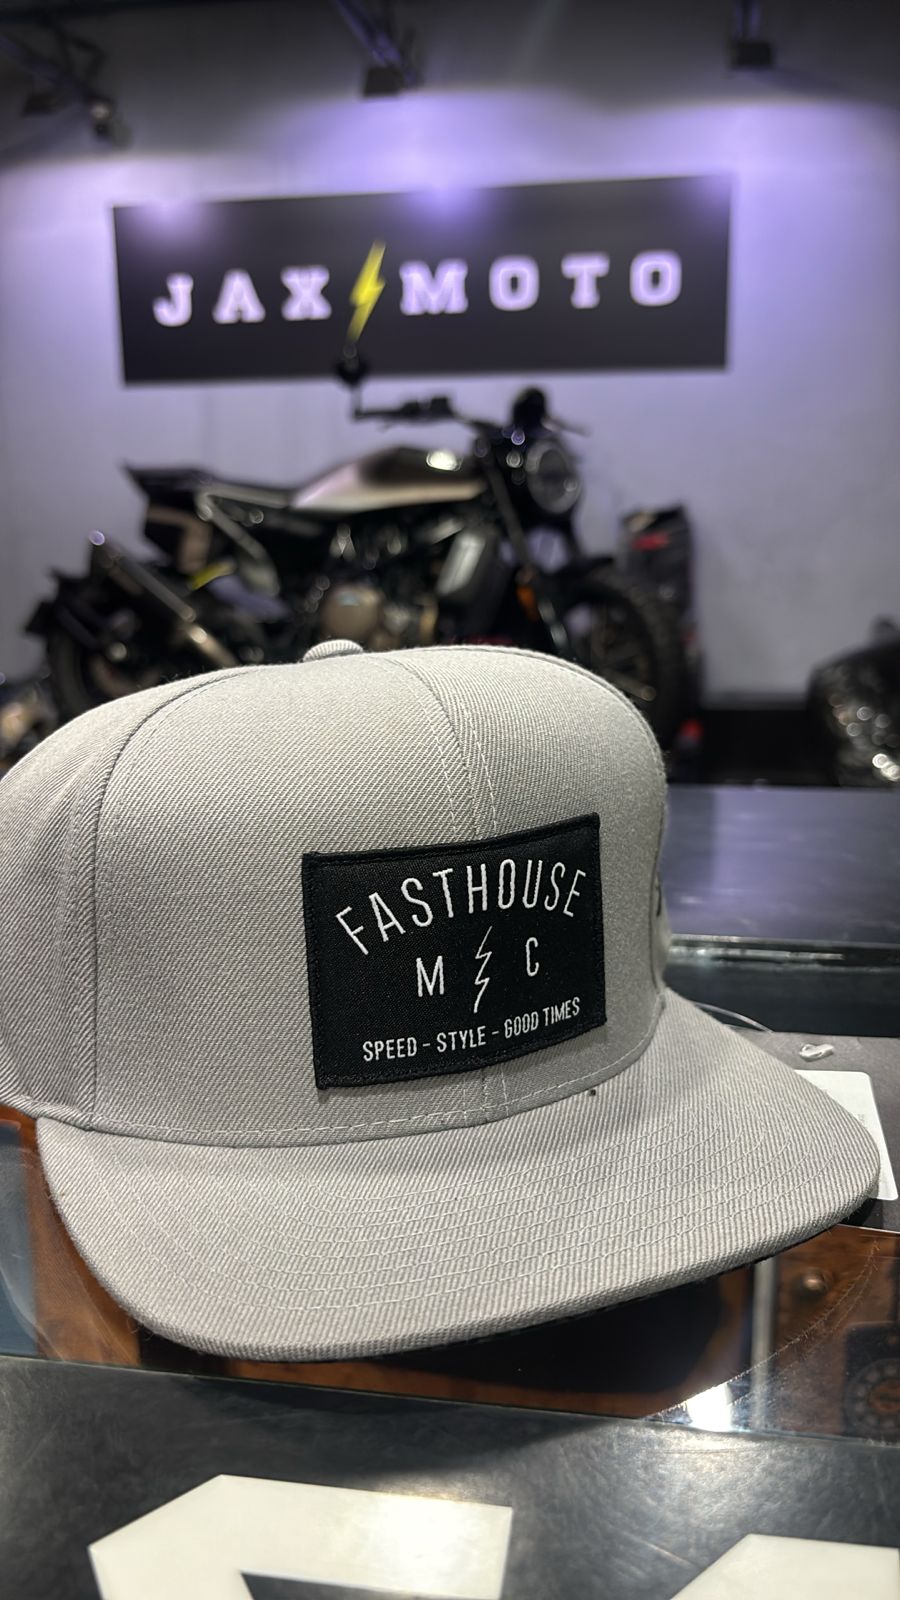 JAX MOTO
FASTHOUSE
M C
SPEED - STYLE - GOOD TIMES